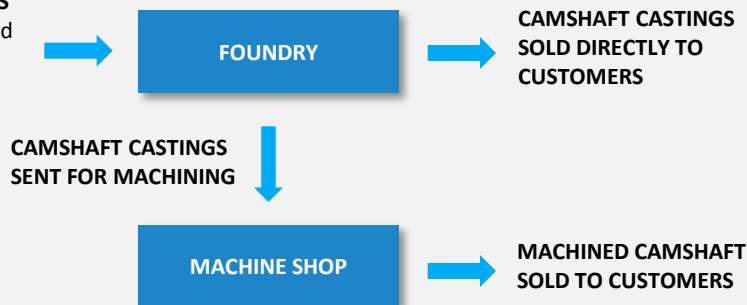 CAMSHAFT CASTINGS
SOLD DIRECTLY TO
CUSTOMERS
FOUNDRY
CAMSHAFT CASTINGS
SENT FOR MACHINING
MACHINE SHOP
MACHINED CAMSHAFT
SOLD TO CUSTOMERS